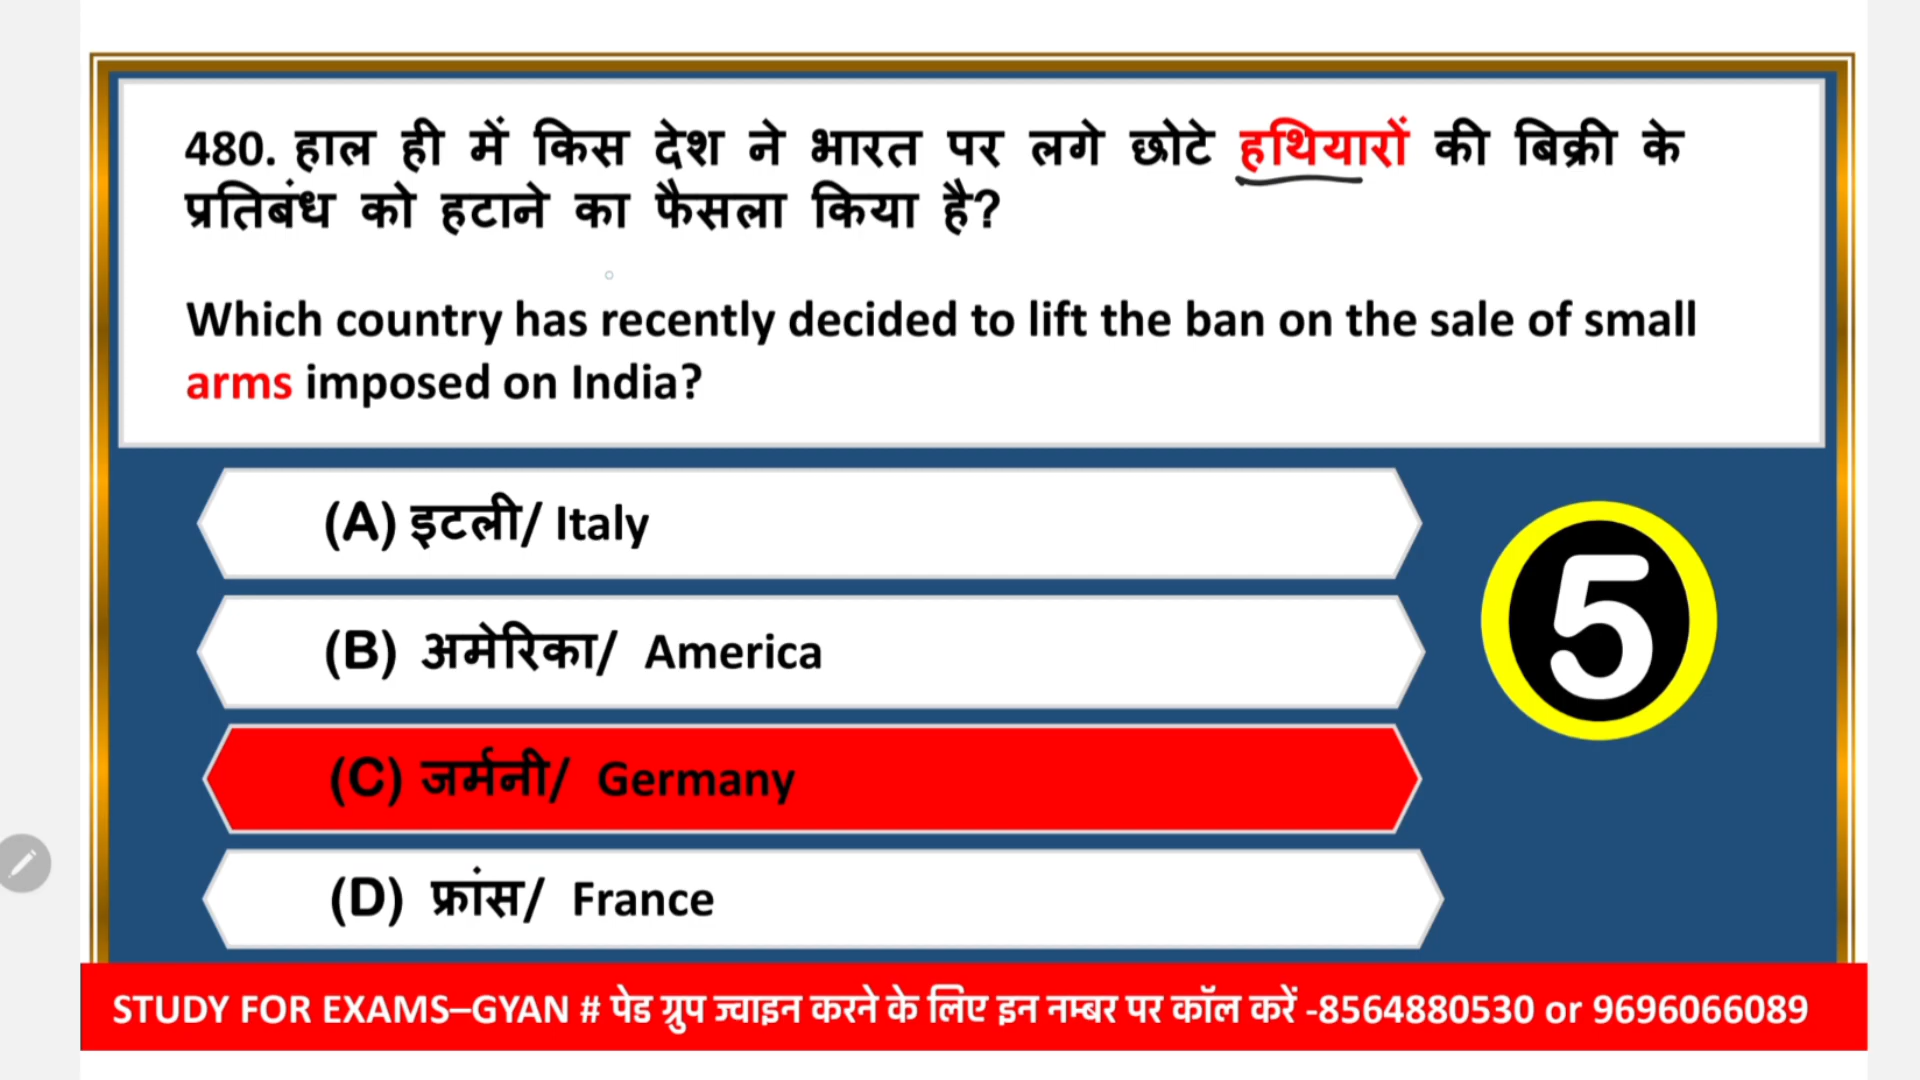 480. हाल ही में किस देश ने भारत पर लगे छोटे हथियारों की बिक्री के
प्रतिबंध को हटाने का फैसला किया है?
Which country has recently decided to lift the ban on the sale of small
arms imposed on India?
(A) इटली/ Italy
(B) अमेरिका/ America
5
(C) जर्मनी/ Germany
(D) फ्रांस/ France
STUDY FOR EXAMS–GYAN # पेड ग्रुप ज्वाइन करने के लिए इन नम्बर पर कॉल करें -8564880530 or 9696066089